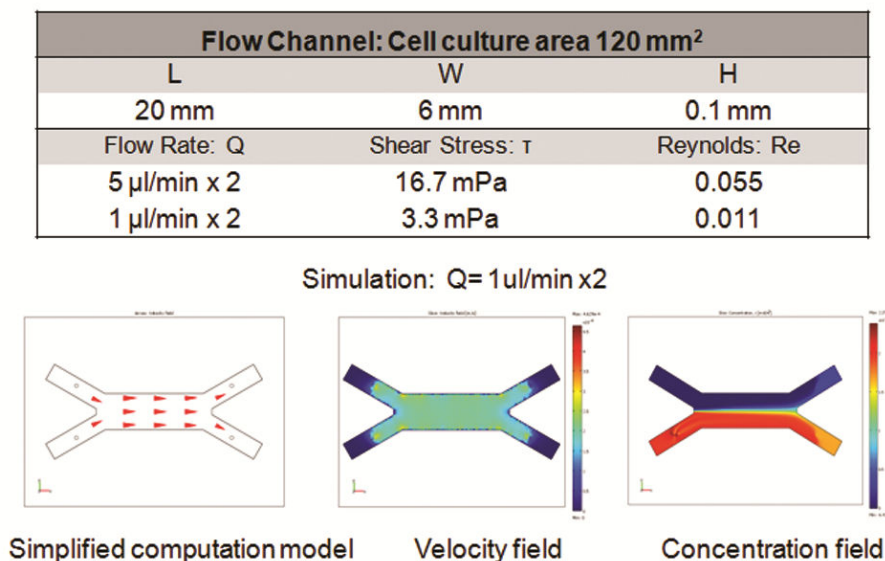 Flow Channel: Cell culture area 120 mm²
L W H
20 mm 6 mm 0.1 mm
Flow Rate: Q Shear Stress: τ Reynolds: Re
5 µl/min x 2 16.7 mPa 0.055
1 µl/min x 2 3.3 mPa 0.011
Simulation: Q= 1ul/min x2
Simplified computation model Velocity field Concentration field